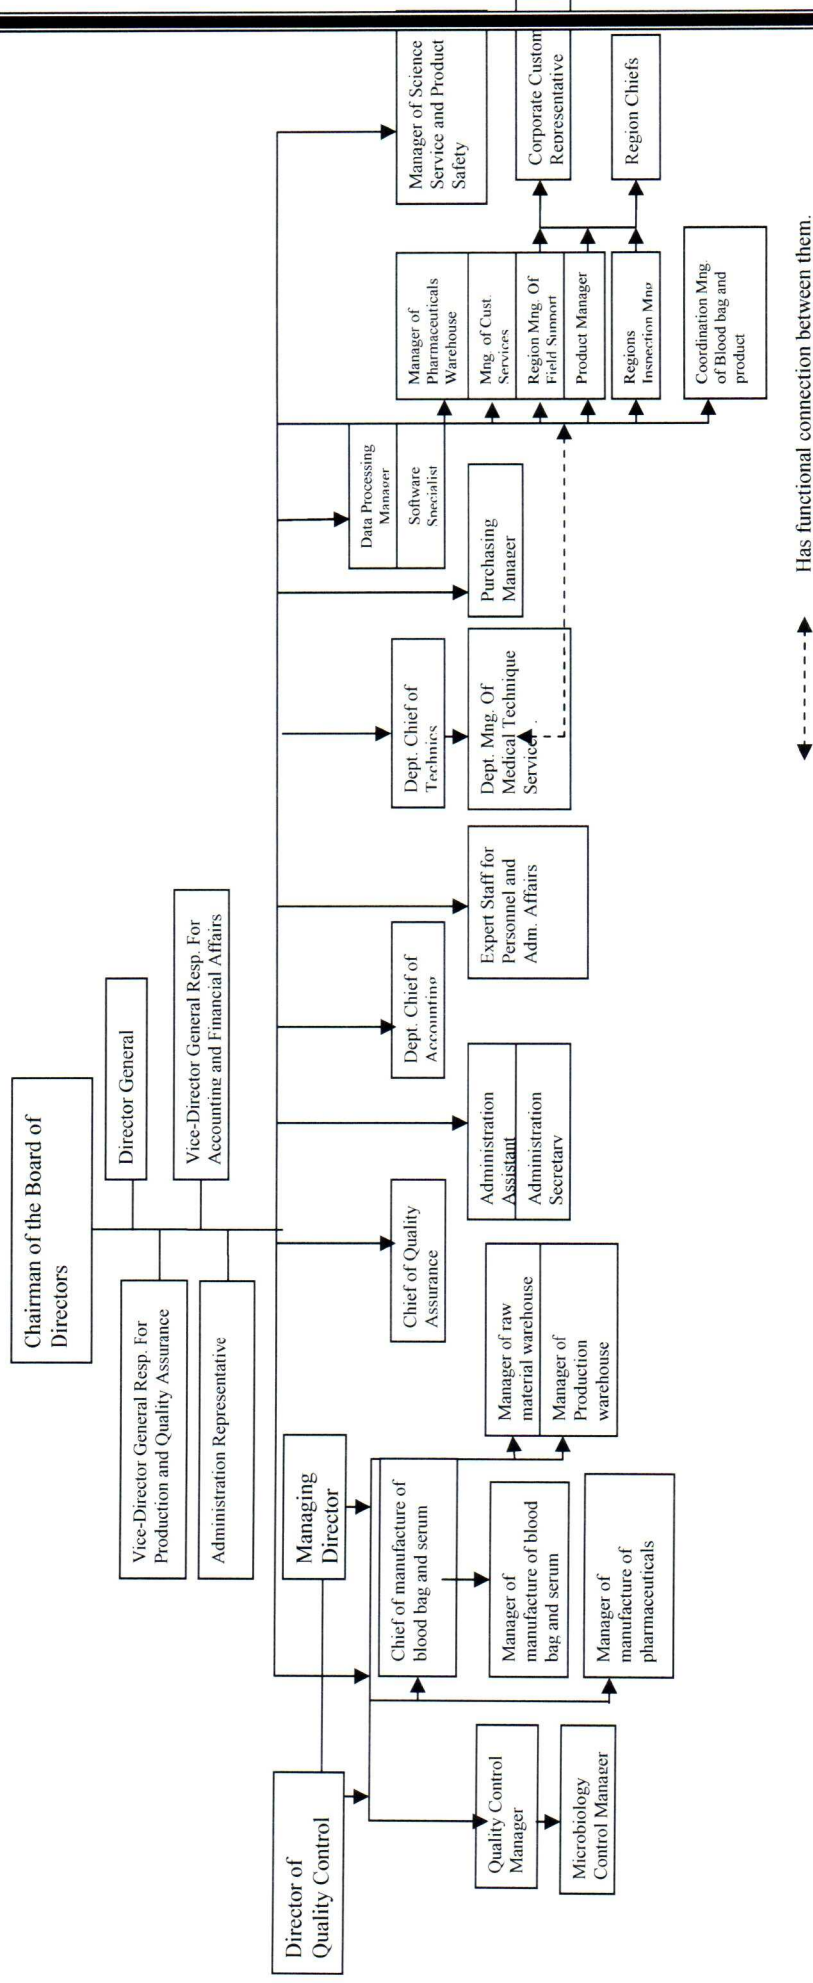 Chairman of the Board of
Directors
Director General
Vice-Director General Resp. For
Production and Quality Assurance
Vice-Director General Resp. For
Accounting and Financial Affairs
Administration Representative
Director of
Quality Control
Managing
Director
Quality Control
Manager
Microbiology
Control Manager
Chief of manufacture of
blood bag and serum
Manager of
manufacture of blood
bag and serum
Manager of
manufacture of
pharmaceuticals
Manager of raw
material warehouse
Manager of
Production
warehouse
Chief of Quality
Assurance
Administration
Assistant
Administration
Secretary
Dept. Chief of
Accounting
Expert Staff for
Personnel and
Adm. Affairs
Dept. Chief of
Technics
Dept. Mng. Of
Medical Technique
Service
Purchasing
Manager
Data Processing
Manager
Software
Specialist
Manager of
Pharmaceuticals
Warehouse
Mng. of Cust.
Services
Region Mng. Of
Field Support
Product Manager
Regions
Inspection Mng
Coordination Mng.
of Blood bag and
product
Manager of Science
Service and Product
Safety
Corporate Custom
Representative
Region Chiefs
Has functional connection between them.